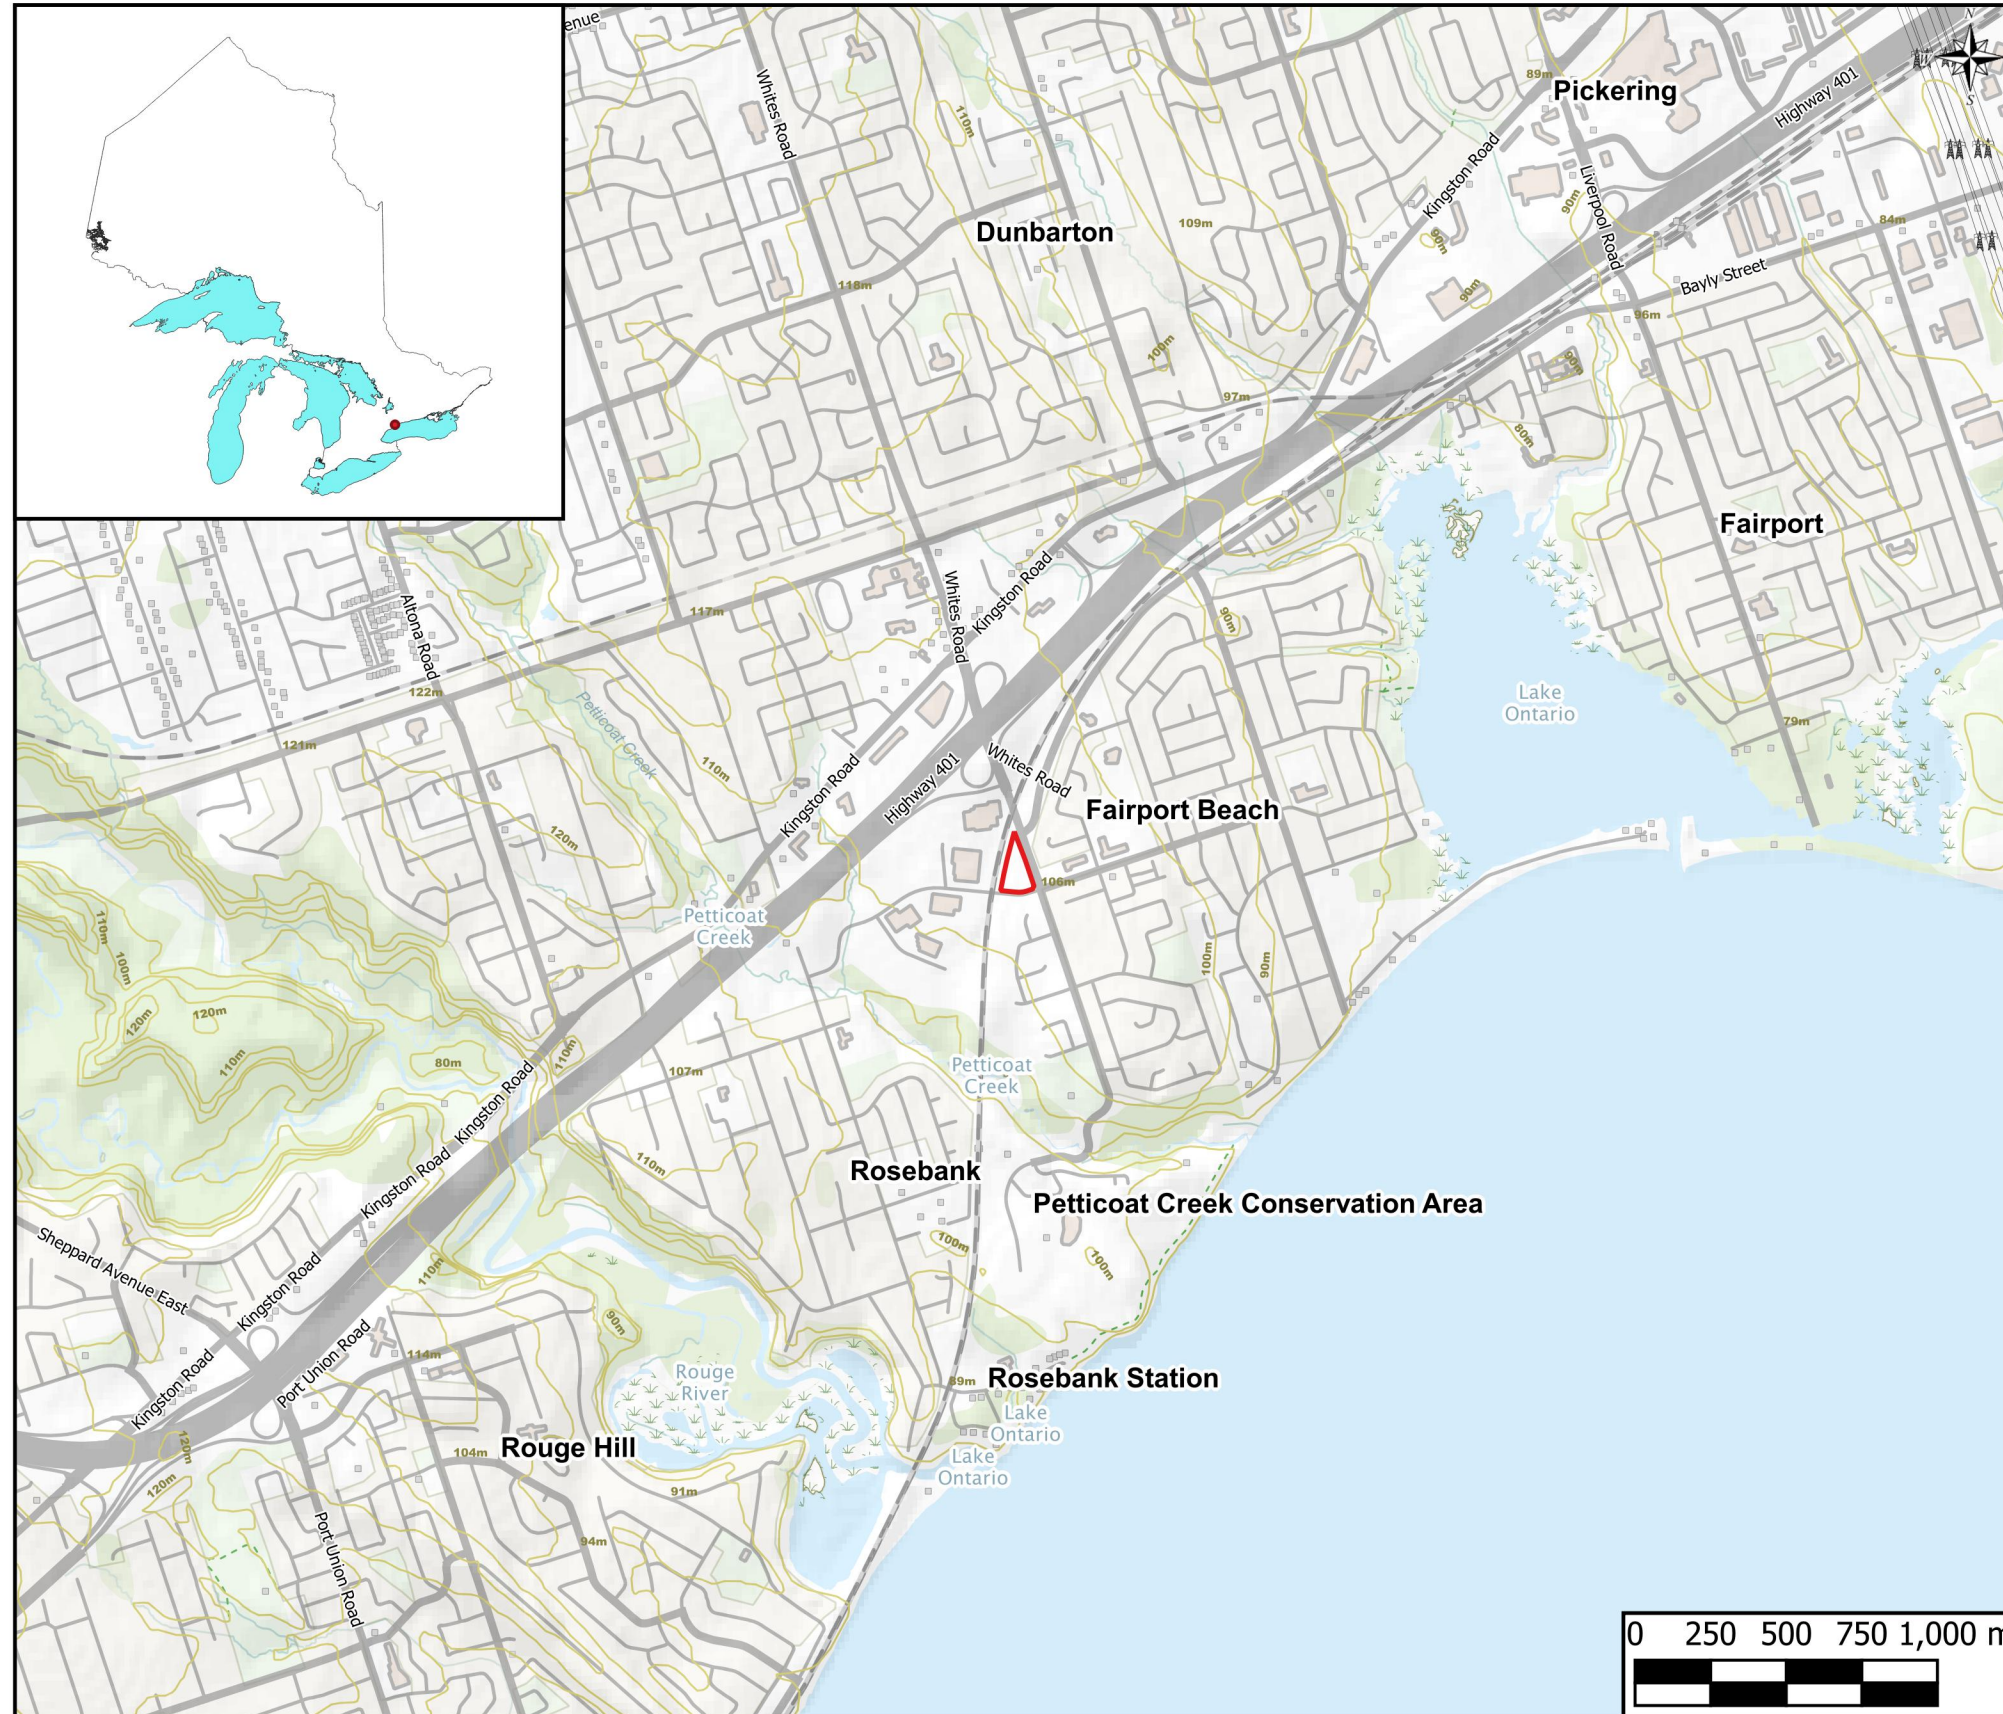 enue
N
W
S
89m
Pickering
Highway 401
Whites Road
110m
Kingston Road
Liverpool Road
90m
84m
Dunbarton
109m
90m
Bayly Street
118m
90m
96m
100m
90m
97m
80m
Fairport
Altona Road
117m
Whites Road
Kingston Road
90m
122m
Petticoat Creek
Lake
Ontario
121m
110m
79m
Whites Road
Highway 401
Kingston Road
Fairport Beach
120m
106m
Petticoat
Creek
110m
100m
100m
90m
120m
120m
110m
80m
110m
107m
Petticoat
Creek
Kingston Road
Kingston Road
110m
Rosebank
Petticoat Creek Conservation Area
Sheppard Avenue East
Kingston Road
110m
100m
100m
90m
Port Union Road
114m
Kingston Road
Rouge
River
89m
Rosebank Station
Lake
Ontario
120m
104m
Rouge Hill
Lake
Ontario
120m
91m
Port Union Road
94m
0 250 500 750 1,000 m